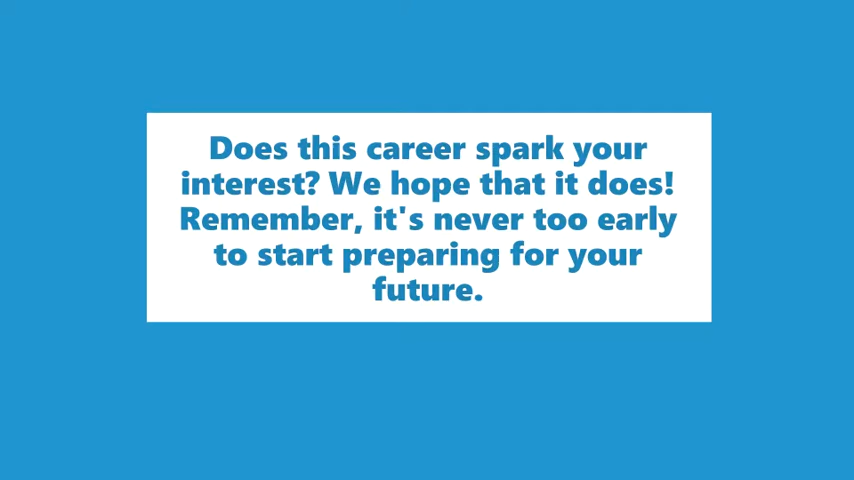 Does this career spark your
interest? We hope that it does!
Remember, it's never too early
to start preparing for your
future.